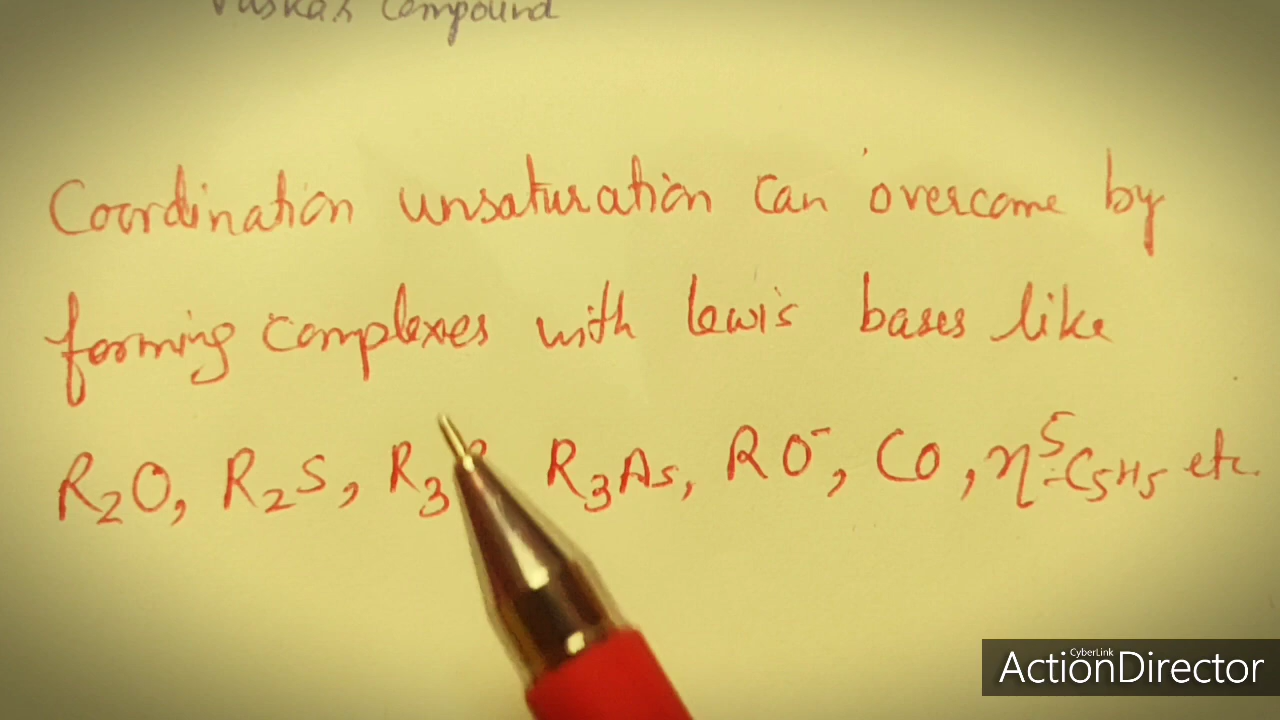 Vaska's Compound
Coordination unsaturation can overcome by
forming complexes with lewis bases like
R₂O, R₂S, R₃ R₃As, RO⁻, CO, η⁵-C₅H₅ etc.
CyberLink
ActionDirector